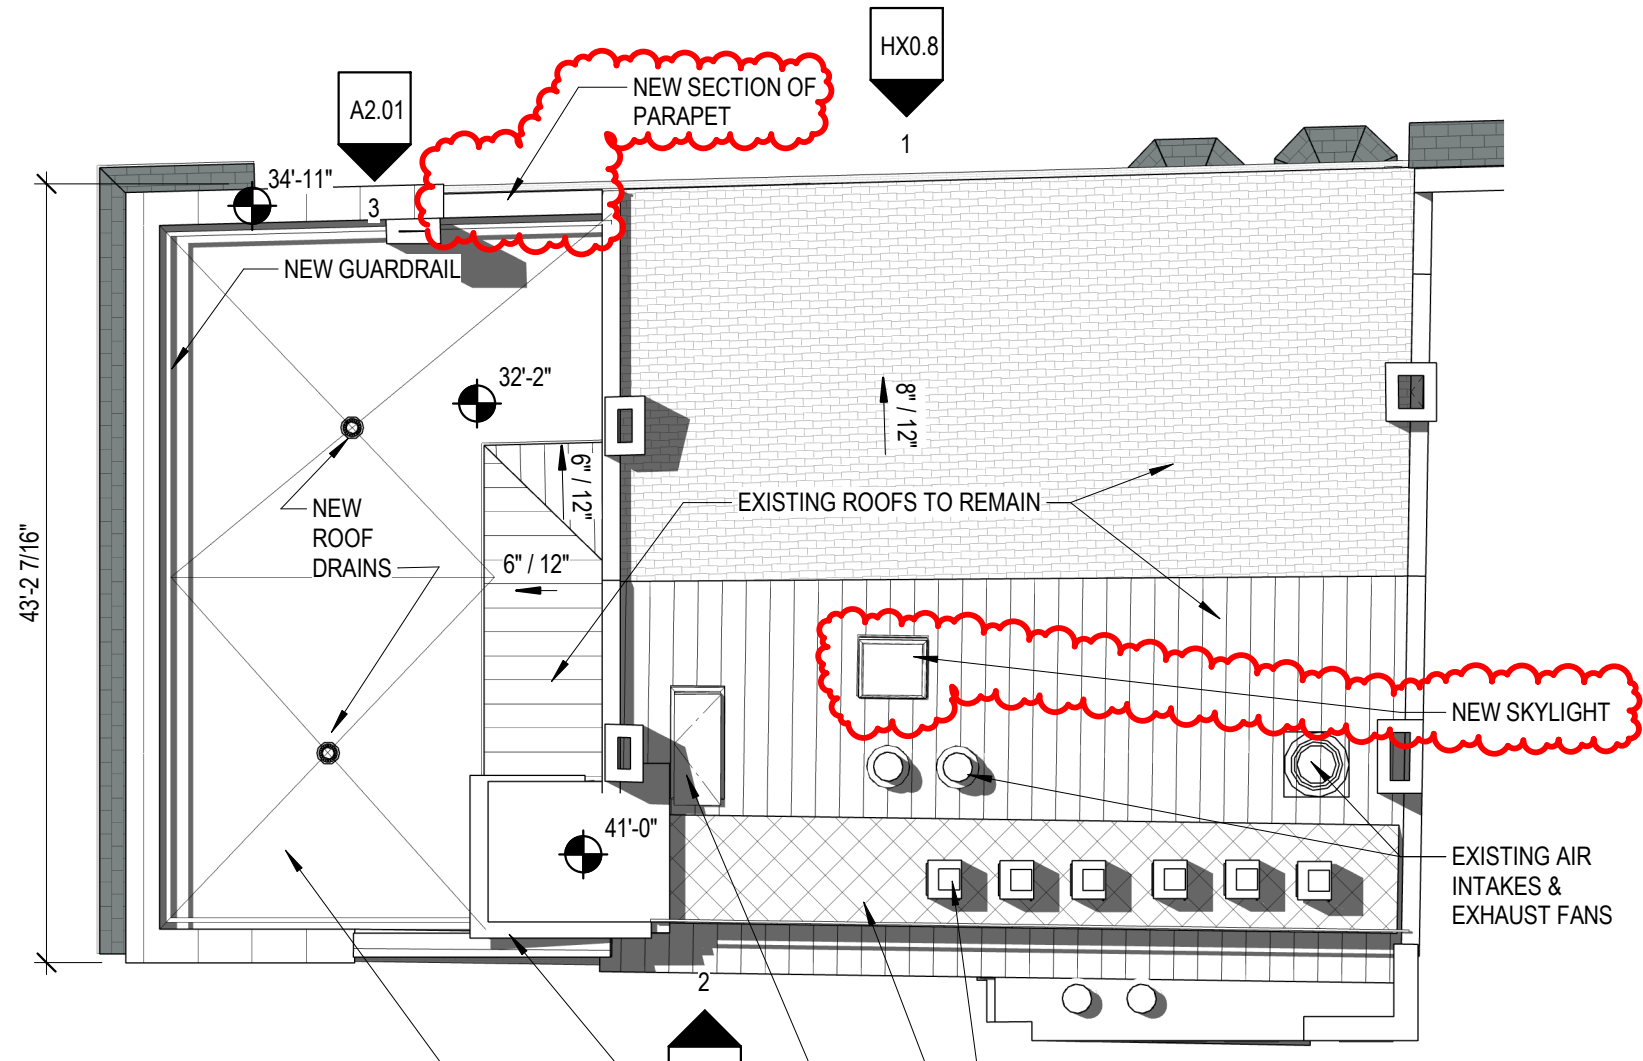 HX0.8
1
NEW SECTION OF
PARAPET
A2.01
3
34'-11"
NEW GUARDRAIL
32'-2"
8" / 12"
6" / 12"
EXISTING ROOFS TO REMAIN
NEW
ROOF
DRAINS
6" / 12"
43'-2 7/16"
NEW SKYLIGHT
41'-0"
EXISTING AIR
INTAKES &
EXHAUST FANS
2